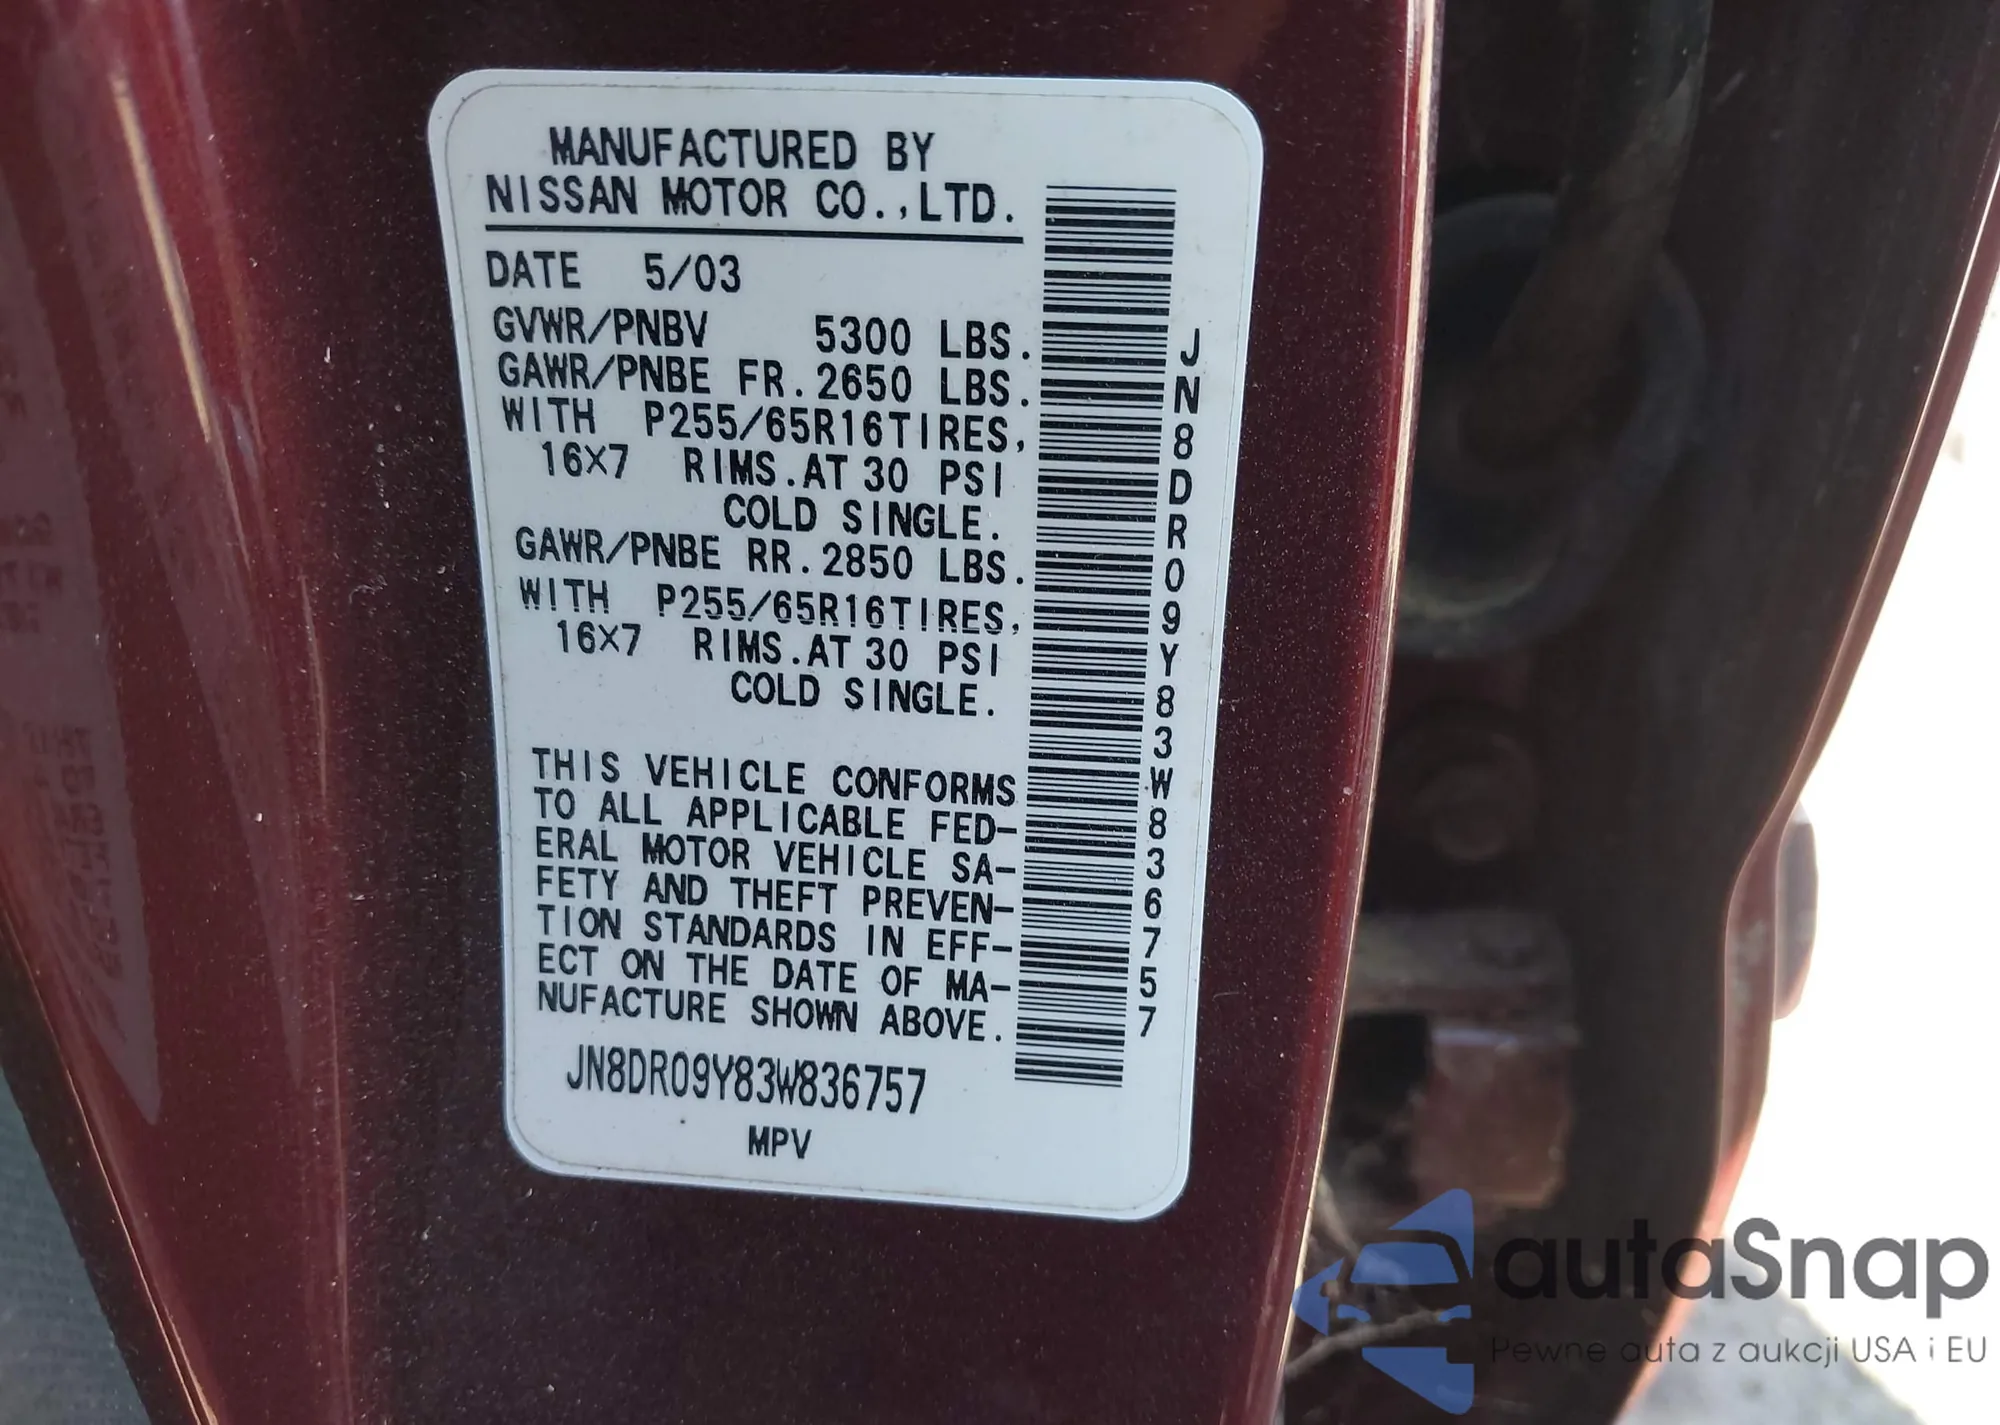 MANUFACTURED BY
NISSAN MOTOR CO.,LTD.
DATE 5/03
GVWR/PNBV 5300 LBS.
GAWR/PNBE FR.2650 LBS.
WITH P255/65R16TIRES,
16×7 RIMS.AT 30 PSI
COLD SINGLE.
GAWR/PNBE RR.2850 LBS.
WITH P255/65R16TIRES,
16×7 RIMS.AT 30 PSI
COLD SINGLE.
THIS VEHICLE CONFORMS
TO ALL APPLICABLE FED-
ERAL MOTOR VEHICLE SA-
FETY AND THEFT PREVEN-
TION STANDARDS IN EFF-
ECT ON THE DATE OF MA-
NUFACTURE SHOWN ABOVE.
JN8DR09Y83W836757
MPV
JN8DR09Y83W836757
autoSnap
Pewne auta z aukcji USA i EU